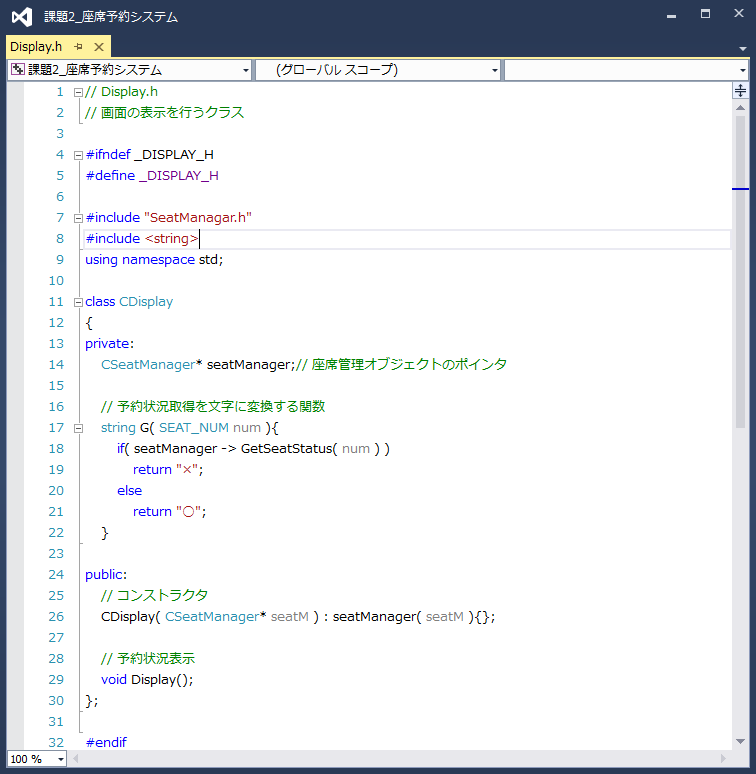 課題2_座席予約システム
Display.h
課題2_座席予約システム (グローバル スコープ)
1 // Display.h
2 // 画面の表示を行うクラス
3
4 #ifndef _DISPLAY_H
5 #define _DISPLAY_H
6
7 #include "SeatManagar.h"
8 #include <string>
9 using namespace std;
10
11 class CDisplay
12 {
13 private:
14 CSeatManager* seatManager;// 座席管理オブジェクトのポインタ
15
16 // 予約状況取得を文字に変換する関数
17 string G( SEAT_NUM num ){
18 if( seatManager -> GetSeatStatus( num ) )
19 return "×";
20 else
21 return "○";
22 }
23
24 public:
25 // コンストラクタ
26 CDisplay( CSeatManager* seatM ) : seatManager( seatM ){};
27
28 // 予約状況表示
29 void Display();
30 };
31
32 #endif
100 %